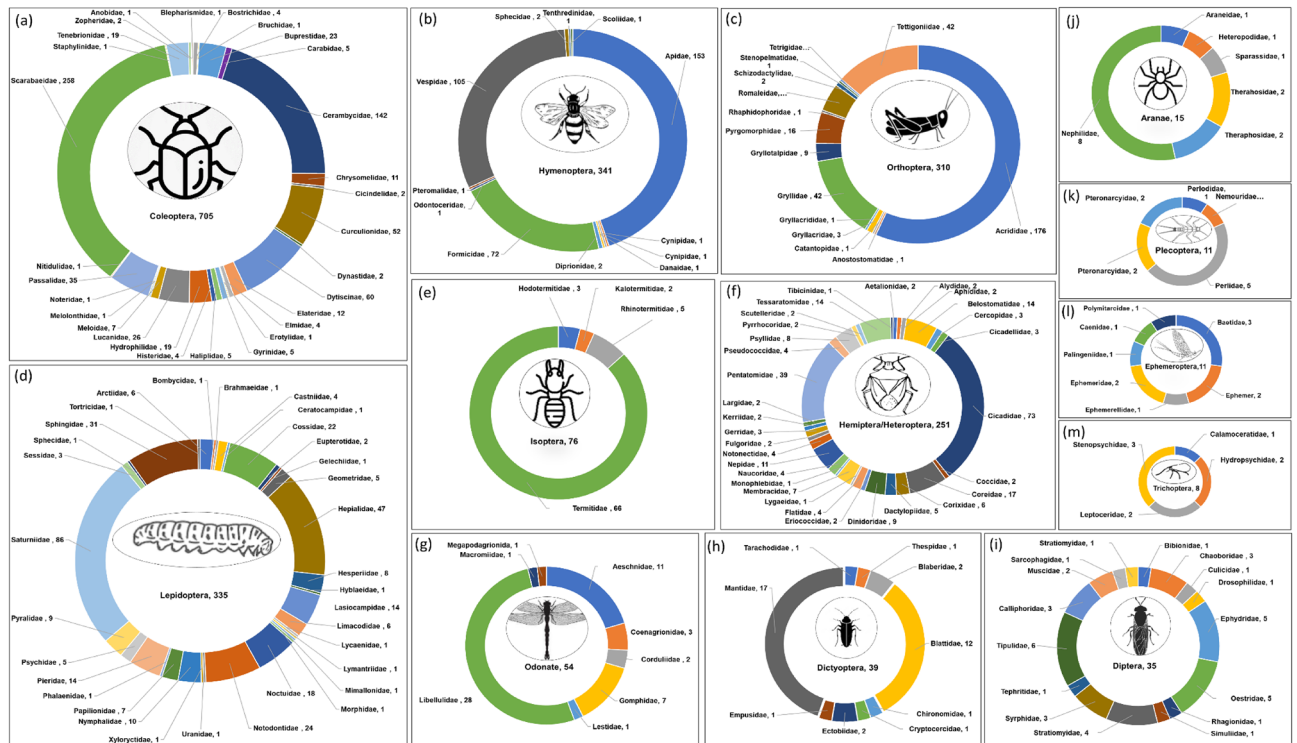 (a)
Anobidae, 1
Blepharismidae, 1
Bostrichidae, 4
Zopheridae, 2
Bruchidae, 1
Tenebrionidae, 19
Buprestidae, 23
Staphylinidae, 1
Carabidae, 5
Scarabaeidae, 258
Cerambycidae, 142
Coleoptera, 705
Chrysomelidae, 11
Cicindelidae, 2
Curculionidae, 52
Nitidulidae, 1
Passalidae, 35
Dynastidae, 2
Noteridae, 1
Dytiscinae, 60
Melolonthidae, 1
Elateridae, 12
Meloidae, 7
Elmidae, 4
Lucanidae, 26
Erotylidae, 1
Hydrophilidae, 19
Gyrinidae, 5
Histeridae, 4
Haliplidae, 5
(b)
Sphecidae, 2
Tenthredinidae, 1
Scoliidae, 1
Apidae, 153
Vespidae, 105
Hymenoptera, 341
Pteromalidae, 1
Odontoceridae, 1
Formicidae, 72
Diprionidae, 2
Cynipidae, 1
Cynipidae, 1
Danaidae, 1
(c)
Tettigoniidae, 42
Tetrigidae...
Stenopelmatidae, 1
Schizodactylidae, 2
Romaleidae,...
Rhaphidophoridae, 1
Pyrgomorphidae, 16
Gryllotalpidae, 9
Orthoptera, 310
Gryllidae, 42
Gryllacrididae, 1
Gryllacridae, 3
Catantopidae, 1
Anostostomatidae, 1
Acrididae, 176
(d)
Bombycidae, 1
Brahmaeidae, 1
Arctiidae, 6
Castniidae, 4
Tortricidae, 1
Ceratocampidae, 1
Sphingidae, 31
Cossidae, 22
Sphecidae, 1
Eupterotidae, 2
Sessidae, 3
Gelechiidae, 1
Geometridae, 5
Hepialidae, 47
Saturniidae, 86
Lepidoptera, 335
Hesperiidae, 8
Hyblaeidae, 1
Lasiocampidae, 14
Limacodidae, 6
Pyralidae, 9
Lycaenidae, 1
Psychidae, 5
Lymantriidae, 1
Pieridae, 14
Mimallonidae, 1
Phalaenidae, 1
Noctuidae, 18
Morphidae, 1
Papilionidae, 7
Nymphalidae, 10
Notodontidae, 24
Xyloryctidae, 1
Uranidae, 1
(e)
Hodotermitidae, 3
Kalotermitidae, 2
Rhinotermitidae, 5
Isoptera, 76
Termitidae, 66
(f)
Tibicinidae, 1
Aetalionidae, 2
Alydidae, 2
Aphididae, 2
Tessaratomidae, 14
Belostomatidae, 14
Scutelleridae, 2
Cercopidae, 3
Pyrrhocoridae, 2
Cicadellidae, 3
Psyllidae, 8
Pseudococcidae, 4
Pentatomidae, 39
Cicadidae, 73
Largidae, 2
Hemiptera/Heteroptera, 251
Kerriidae, 2
Gerridae, 3
Fulgoridae, 2
Notonectidae, 4
Nepidae, 11
Naucoridae, 4
Coccidae, 2
Monophlebidae, 1
Coreidae, 17
Membracidae, 7
Corixidae, 6
Lygaeidae, 1
Dactylopiidae, 5
Flatidae, 4
Eriococcidae, 2
Dinidoridae, 9
(g)
Megapodagrionida, 1
Macromiidae, 1
Aeschnidae, 11
Coenagrionidae, 3
Odonate, 54
Corduliidae, 2
Gomphidae, 7
Libellulidae, 28
Lestidae, 1
(h)
Tarachodidae, 1
Thespidae, 1
Blaberidae, 2
Mantidae, 17
Blattidae, 12
Dictyoptera, 39
Empusidae, 1
Chironomidae, 1
Ectobiidae, 2
Cryptocercidae, 1
(i)
Stratiomyidae, 1
Bibionidae, 1
Sarcophagidae, 1
Chaoboridae, 3
Muscidae, 2
Culicidae, 1
Drosophilidae, 1
Calliphoridae, 3
Ephydridae, 5
Tipulidae, 6
Diptera, 35
Tephritidae, 1
Oestridae, 5
Syrphidae, 3
Rhagionidae, 1
Stratiomyidae, 4
Simuliidae, 1
(j)
Araneidae, 1
Heteropodidae, 1
Sparassidae, 1
Therahosidae, 2
Aranae, 15
Nephilidae, 8
Theraphosidae, 2
(k)
Perlodidae, 1
Pteronarcyidae, 2
Nemouridae...
Plecoptera, 11
Pteronarcyidae, 2
Perlidae, 5
(l)
Polymitarcidae, 1
Caenidae, 1
Baetidae, 3
Palingeniidae, 1
Ephemeroptera,11
Ephemeridae, 2
Ephemer, 2
Ephemerellidae, 1
(m)
Stenopsychidae, 3
Calamoceratidae, 1
Hydropsychidae, 2
Trichoptera, 8
Leptoceridae, 2